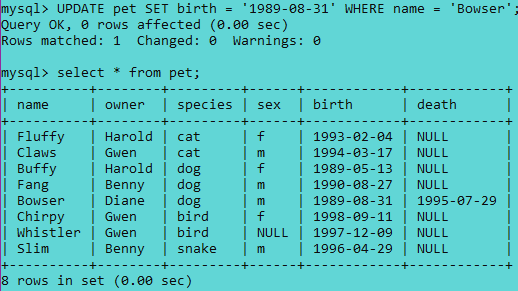 mysql> UPDATE pet SET birth = '1989-08-31' WHERE name = 'Bowser';
Query OK, 0 rows affected (0.00 sec)
Rows matched: 1  Changed: 0  Warnings: 0
mysql> select * from pet;
+----------+--------+---------+------+------------+------------+
| name     | owner  | species | sex  | birth      | death      |
+----------+--------+---------+------+------------+------------+
| Fluffy   | Harold | cat     | f    | 1993-02-04 | NULL       |
| Claws    | Gwen   | cat     | m    | 1994-03-17 | NULL       |
| Buffy    | Harold | dog     | f    | 1989-05-13 | NULL       |
| Fang     | Benny  | dog     | m    | 1990-08-27 | NULL       |
| Bowser   | Diane  | dog     | m    | 1989-08-31 | 1995-07-29 |
| Chirpy   | Gwen   | bird    | f    | 1998-09-11 | NULL       |
| Whistler | Gwen   | bird    | NULL | 1997-12-09 | NULL       |
| Slim     | Benny  | snake   | m    | 1996-04-29 | NULL       |
+----------+--------+---------+------+------------+------------+
8 rows in set (0.00 sec)